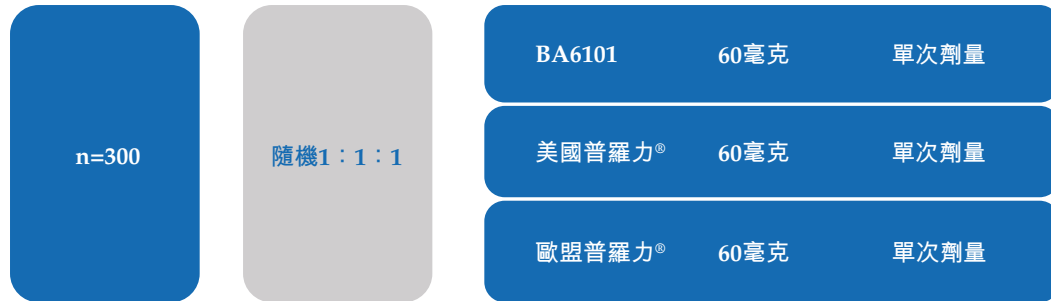 n=300
隨機1：1：1
BA6101 60毫克 單次劑量
美國普羅力® 60毫克 單次劑量
歐盟普羅力® 60毫克 單次劑量